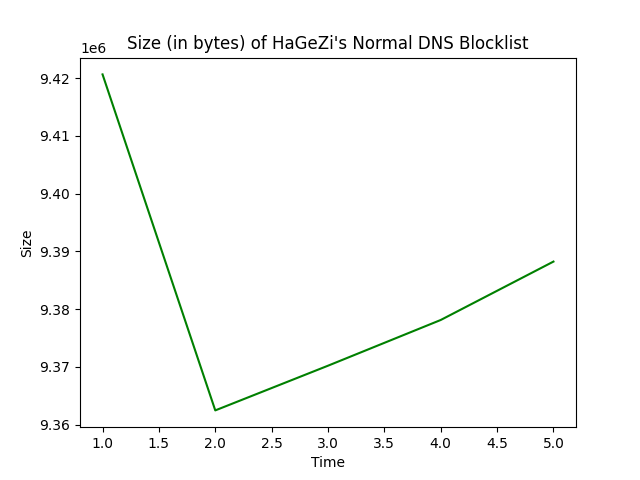 Size (in bytes) of HaGeZi's Normal DNS Blocklist
1e6
9.42
9.41
9.40
9.39
9.38
9.37
9.36
Size
1.0 1.5 2.0 2.5 3.0 3.5 4.0 4.5 5.0
Time